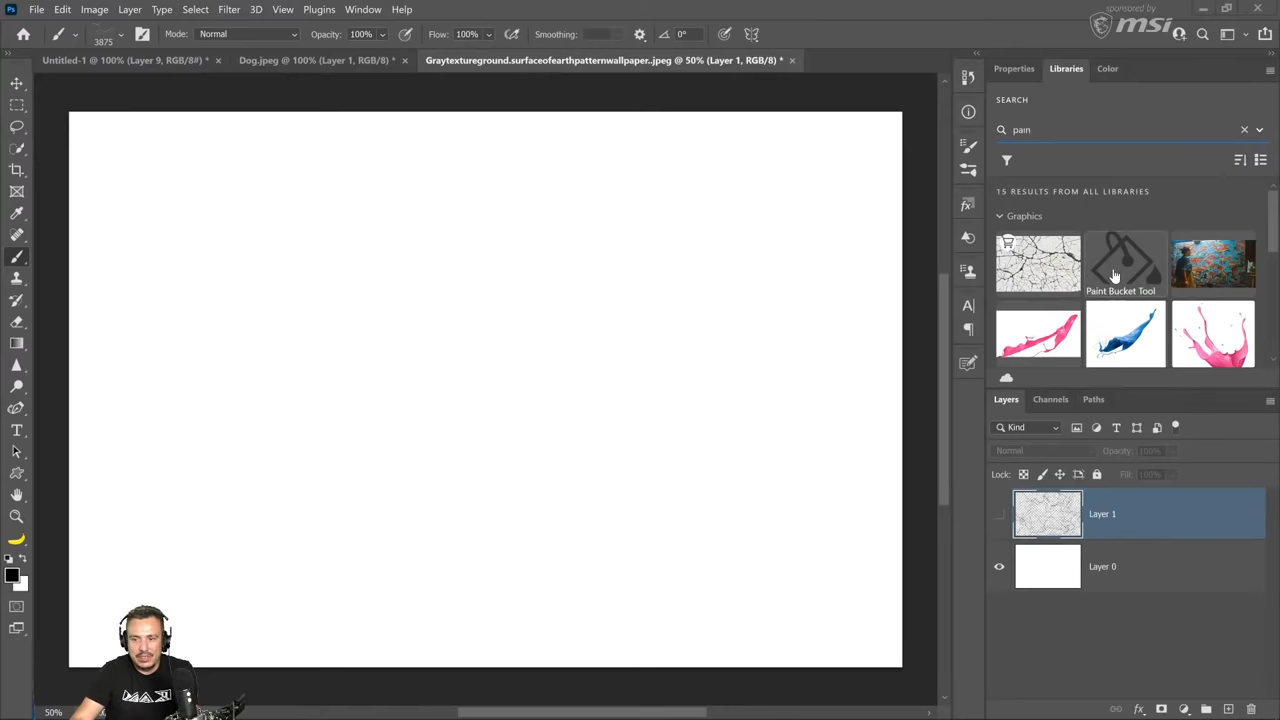 Ps File Edit Image Layer Type Select Filter 3D View Plugins Window Help
sponsored by
msi
3875 Mode: Normal Opacity: 100% Flow: 100% Smoothing: 0°
Untitled-1 @ 100% (Layer 9, RGB/8#) * × Dog.jpeg @ 100% (Layer 1, RGB/8) * × Graytextureground.surfaceofearthpatternwallpaper..jpeg @ 50% (Layer 1, RGB/8) * ×
Properties Libraries Color
SEARCH
pain
15 RESULTS FROM ALL LIBRARIES
Graphics
Paint Bucket Tool
Layers Channels Paths
Kind
Normal Opacity: 100%
Lock: Fill: 100%
Layer 1
Layer 0
50%